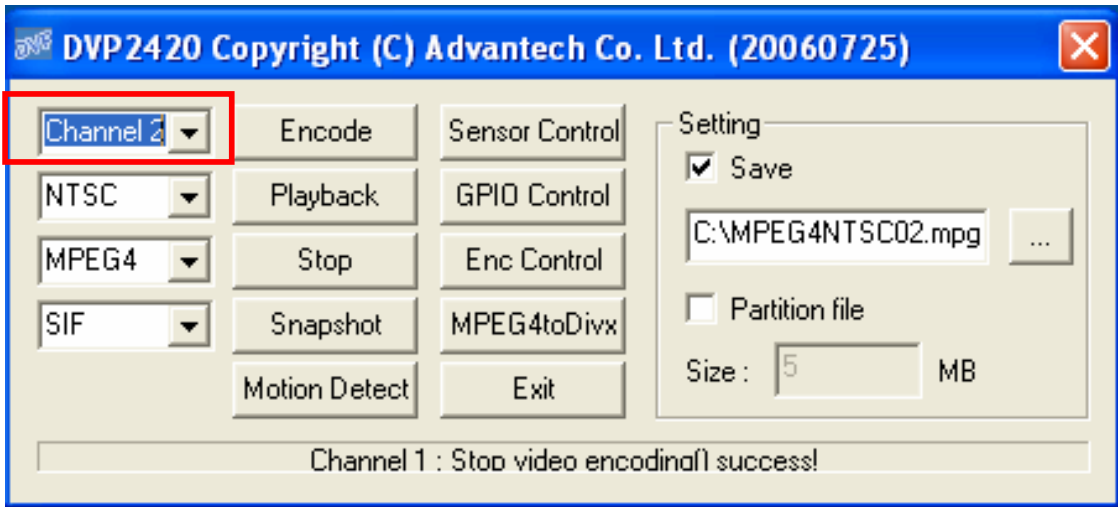 DVP2420 Copyright (C) Advantech Co. Ltd. (20060725)
Channel 2
NTSC
MPEG4
SIF
Encode
Playback
Stop
Snapshot
Motion Detect
Sensor Control
GPIO Control
Enc Control
MPEG4toDivx
Exit
Setting
Save
C:\MPEG4NTSC02.mpg
...
Partition file
Size : 5 MB
Channel 1 : Stop video encoding() success!